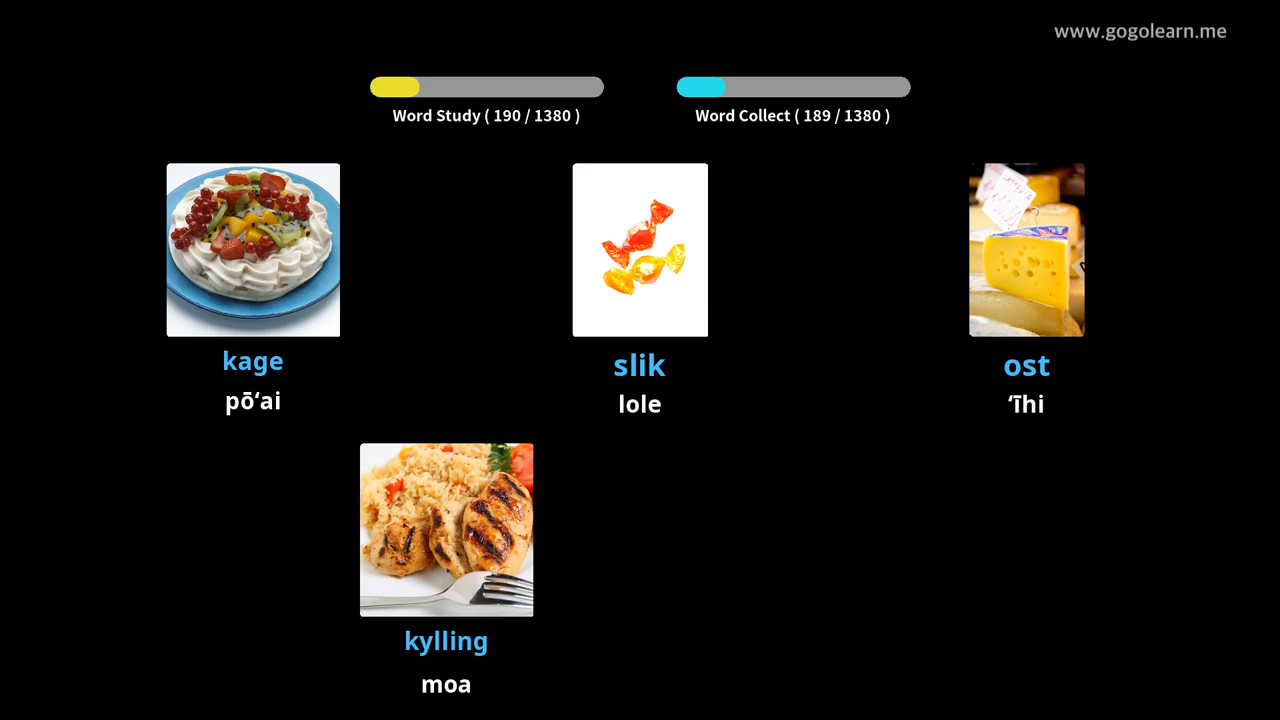 www.gogolearn.me
Word Study ( 190 / 1380 )
Word Collect ( 189 / 1380 )
kage
pōʻai
slik
lole
ost
ʻīhi
kylling
moa